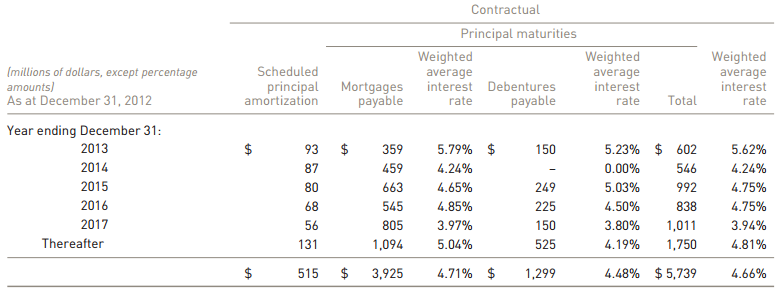 Contractual
Principal maturities
(millions of dollars, except percentage amounts) As at December 31, 2012 | Scheduled principal amortization | Mortgages payable | Weighted average interest rate | Debentures payable | Weighted average interest rate | Total | Weighted average interest rate
Year ending December 31:
2013 $ 93 $ 359 5.79% $ 150 5.23% $ 602 5.62%
2014 87 459 4.24% – 0.00% 546 4.24%
2015 80 663 4.65% 249 5.03% 992 4.75%
2016 68 545 4.85% 225 4.50% 838 4.75%
2017 56 805 3.97% 150 3.80% 1,011 3.94%
Thereafter 131 1,094 5.04% 525 4.19% 1,750 4.81%
$ 515 $ 3,925 4.71% $ 1,299 4.48% $ 5,739 4.66%